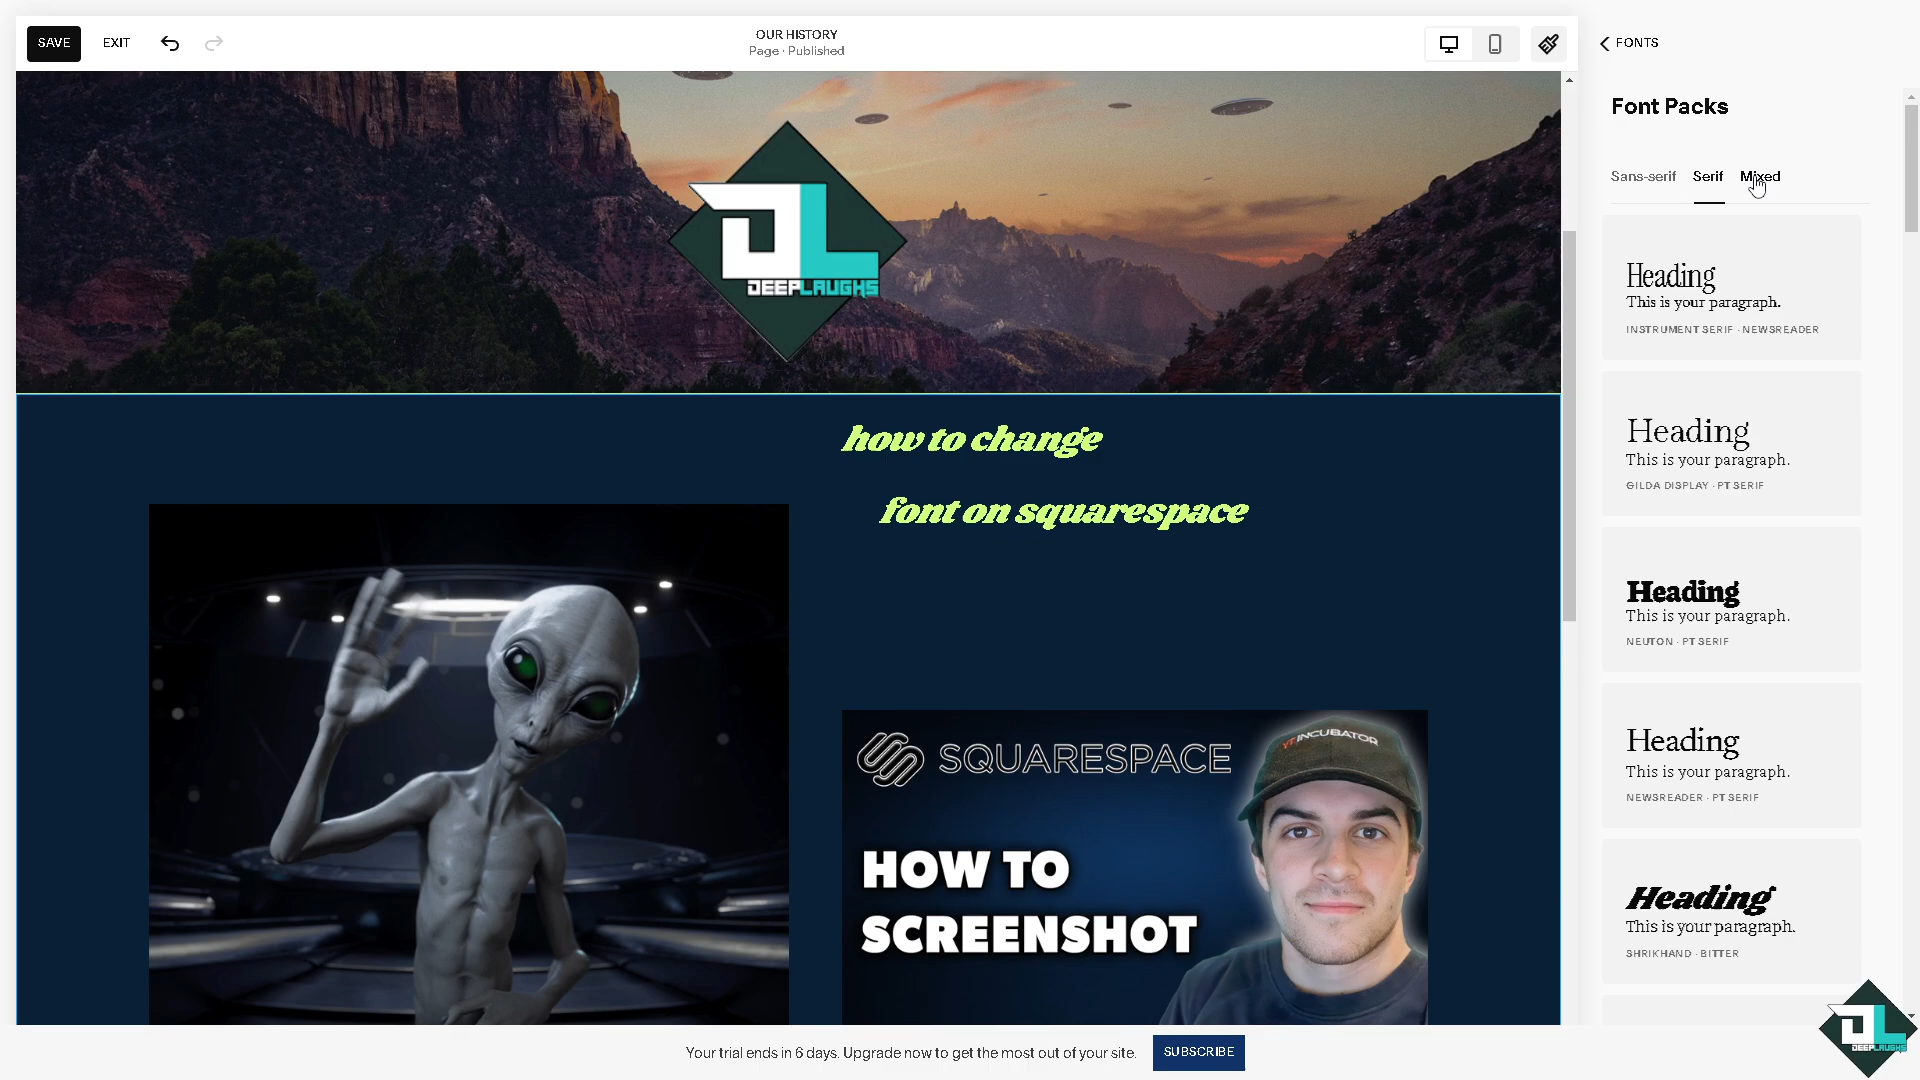 SAVE
EXIT
OUR HISTORY
Page · Published
FONTS
Font Packs
Sans-serif
Serif
Mixed
DEEPLAUGHS
how to change
font on squarespace
SQUARESPACE
YT INCUBATOR
HOW TO
SCREENSHOT
Heading
This is your paragraph.
INSTRUMENT SERIF · NEWSREADER
Heading
This is your paragraph.
GILDA DISPLAY · PT SERIF
Heading
This is your paragraph.
NEUTON · PT SERIF
Heading
This is your paragraph.
NEWSREADER · PT SERIF
Heading
This is your paragraph.
SHRIKHAND · BITTER
DEEPLAUGHS
Your trial ends in 6 days. Upgrade now to get the most out of your site.
SUBSCRIBE